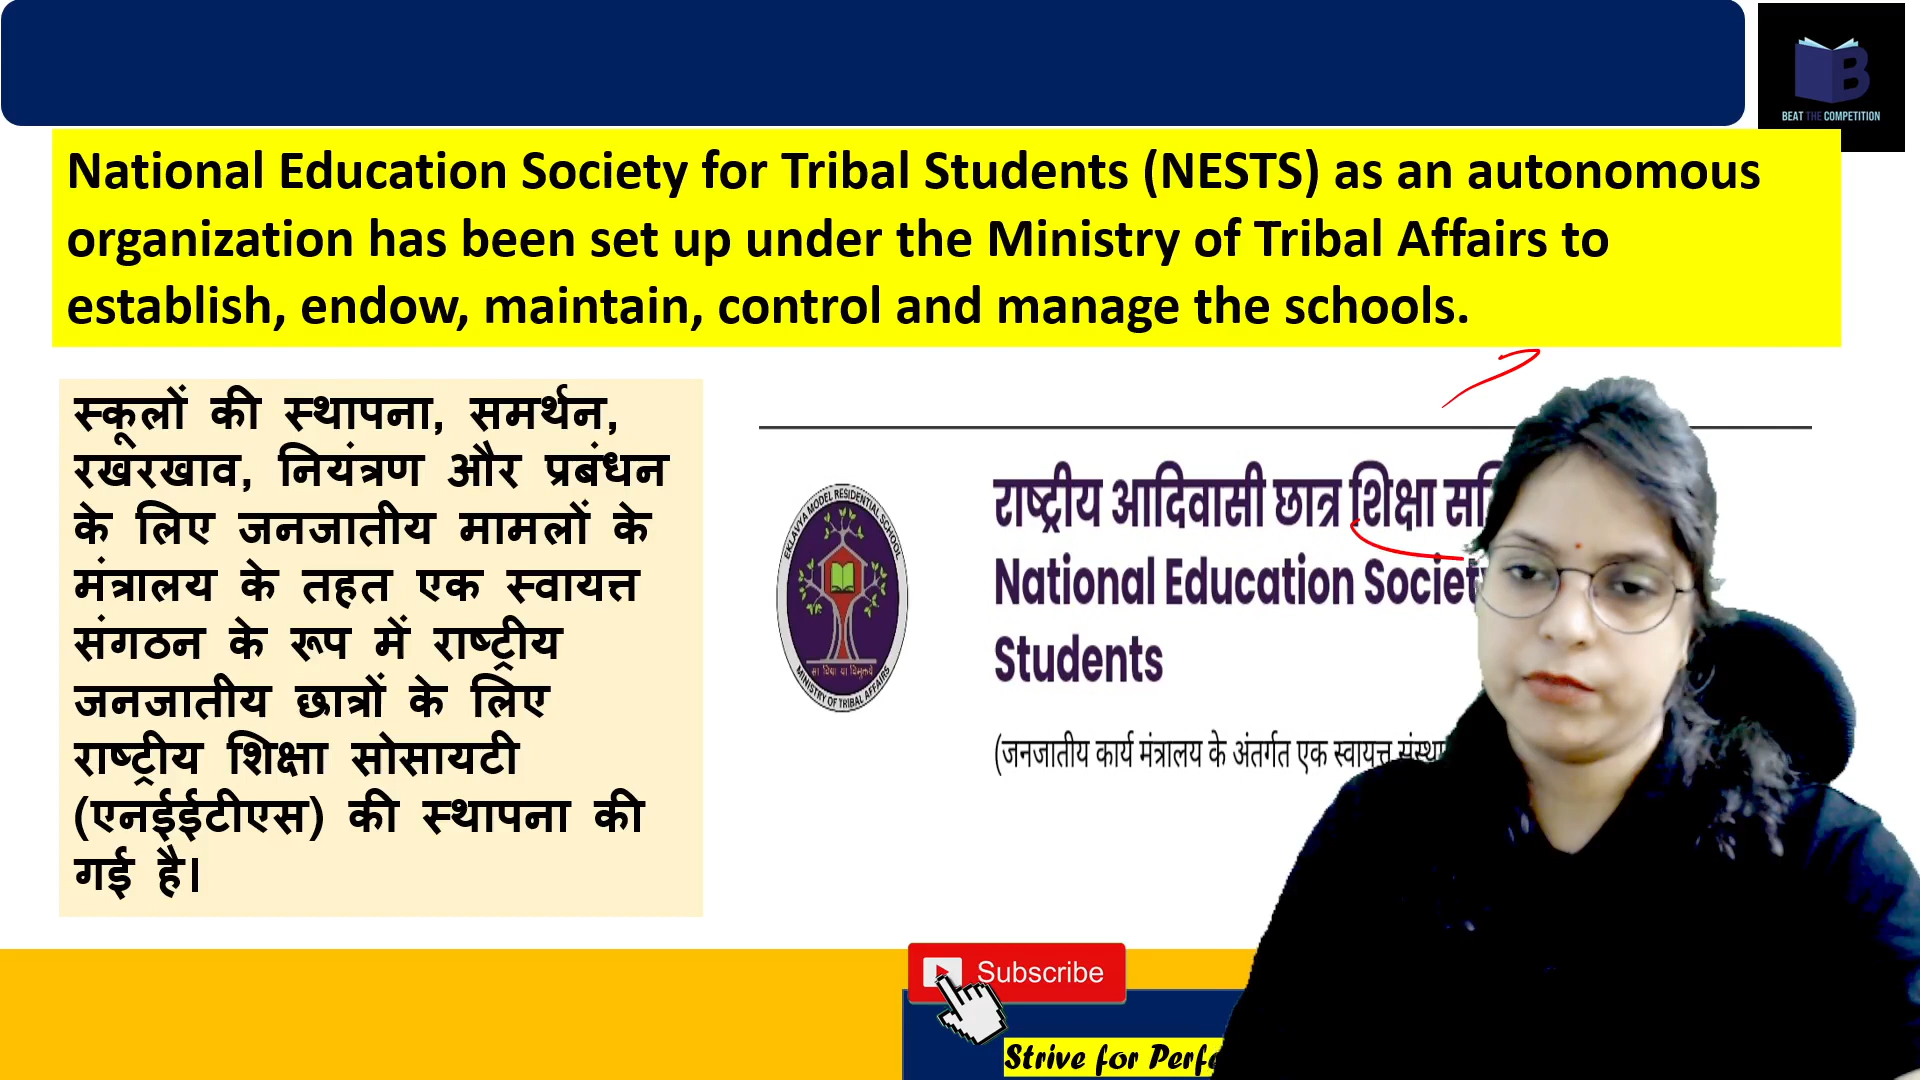 BEAT THE COMPETITION
National Education Society for Tribal Students (NESTS) as an autonomous
organization has been set up under the Ministry of Tribal Affairs to
establish, endow, maintain, control and manage the schools.
स्कूलों की स्थापना, समर्थन,
रखरखाव, नियंत्रण और प्रबंधन
के लिए जनजातीय मामलों के
मंत्रालय के तहत एक स्वायत्त
संगठन के रूप में राष्ट्रीय
जनजातीय छात्रों के लिए
राष्ट्रीय शिक्षा सोसायटी
(एनईईटीएस) की स्थापना की
गई है।
EKLAVYA MODEL RESIDENTIAL SCHOOL
सा विद्या या विमुक्तये
MINISTRY OF TRIBAL AFFAIRS
राष्ट्रीय आदिवासी छात्र शिक्षा
National Education Society
Students
(जनजातीय कार्य मंत्रालय के अंतर्गत एक स्वायत्त
Subscribe
Strive for